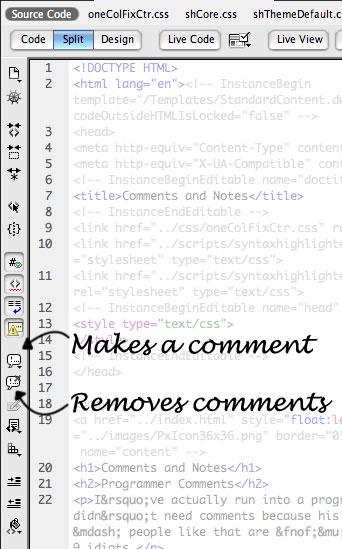 Source Code oneColFixCtr.css shCore.css shThemeDefault.c
Code Split Design Live Code Live View
1 <!DOCTYPE HTML>
2 <html lang="en"><!-- InstanceBegin
template="/Templates/StandardContent.dw
codeOutsideHTMLIsLocked="false" -->
3 <head>
4 <meta http-equiv="Content-Type" conten
5 <meta http-equiv="X-UA-Compatible" cont
6 <!-- InstanceBeginEditable name="doctit
7 <title>Comments and Notes</title>
8 <!-- InstanceEndEditable -->
9 <link href="../css/oneColFixCtr.css" re
10 <link href="../scripts/syntaxhighlighte
="stylesheet" type="text/css">
11 <link href="../scripts/syntaxhighlighte
rel="stylesheet" type="text/css">
12 <!-- InstanceBeginEditable name="head"
13 <style type="text/css">
Makes a comment
InstanceEndEditable -->
16 </head>
17
Removes comments
18
19 <a href="../index.html" style="float:le
="../images/PxIcon36x36.png" border="0"
name="content" -->
20 <h1>Comments and Notes</h1>
21 <h2>Programmer Comments</h2>
22 <p>I&rsquo;ve actually run into a progr
didn&rsquo;t need comments because his
&mdash; people like that are &fnof;&mu;
9 idiots.</p>